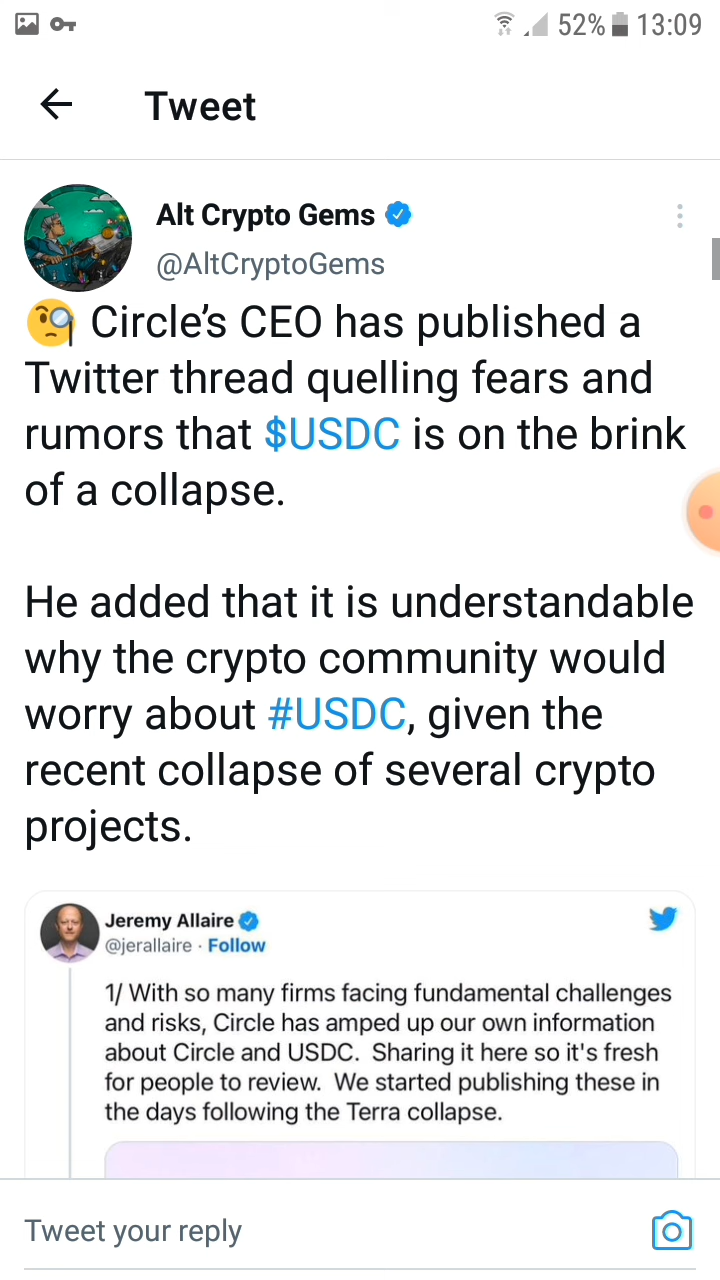 52% 13:09
Tweet
Alt Crypto Gems
@AltCryptoGems
🧐 Circle’s CEO has published a
Twitter thread quelling fears and
rumors that $USDC is on the brink
of a collapse.
He added that it is understandable
why the crypto community would
worry about #USDC, given the
recent collapse of several crypto
projects.
Jeremy Allaire
@jerallaire · Follow
1/ With so many firms facing fundamental challenges
and risks, Circle has amped up our own information
about Circle and USDC.  Sharing it here so it's fresh
for people to review.  We started publishing these in
the days following the Terra collapse.
Tweet your reply